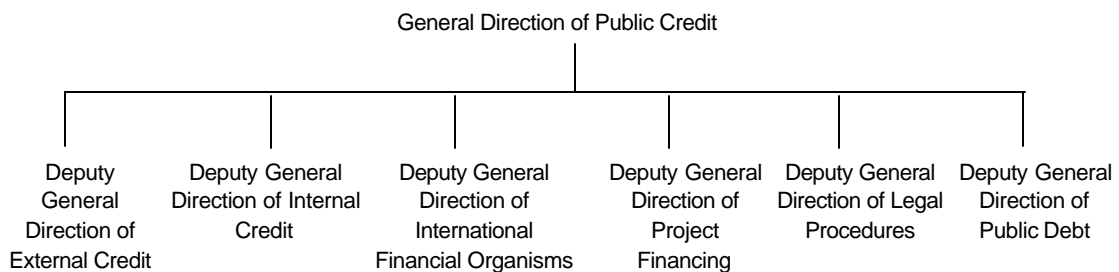 General Direction of Public Credit
Deputy
General
Direction of
External Credit
Deputy General
Direction of Internal
Credit
Deputy General
Direction of
International
Financial Organisms
Deputy General
Direction of
Project
Financing
Deputy General
Direction of Legal
Procedures
Deputy General
Direction of
Public Debt